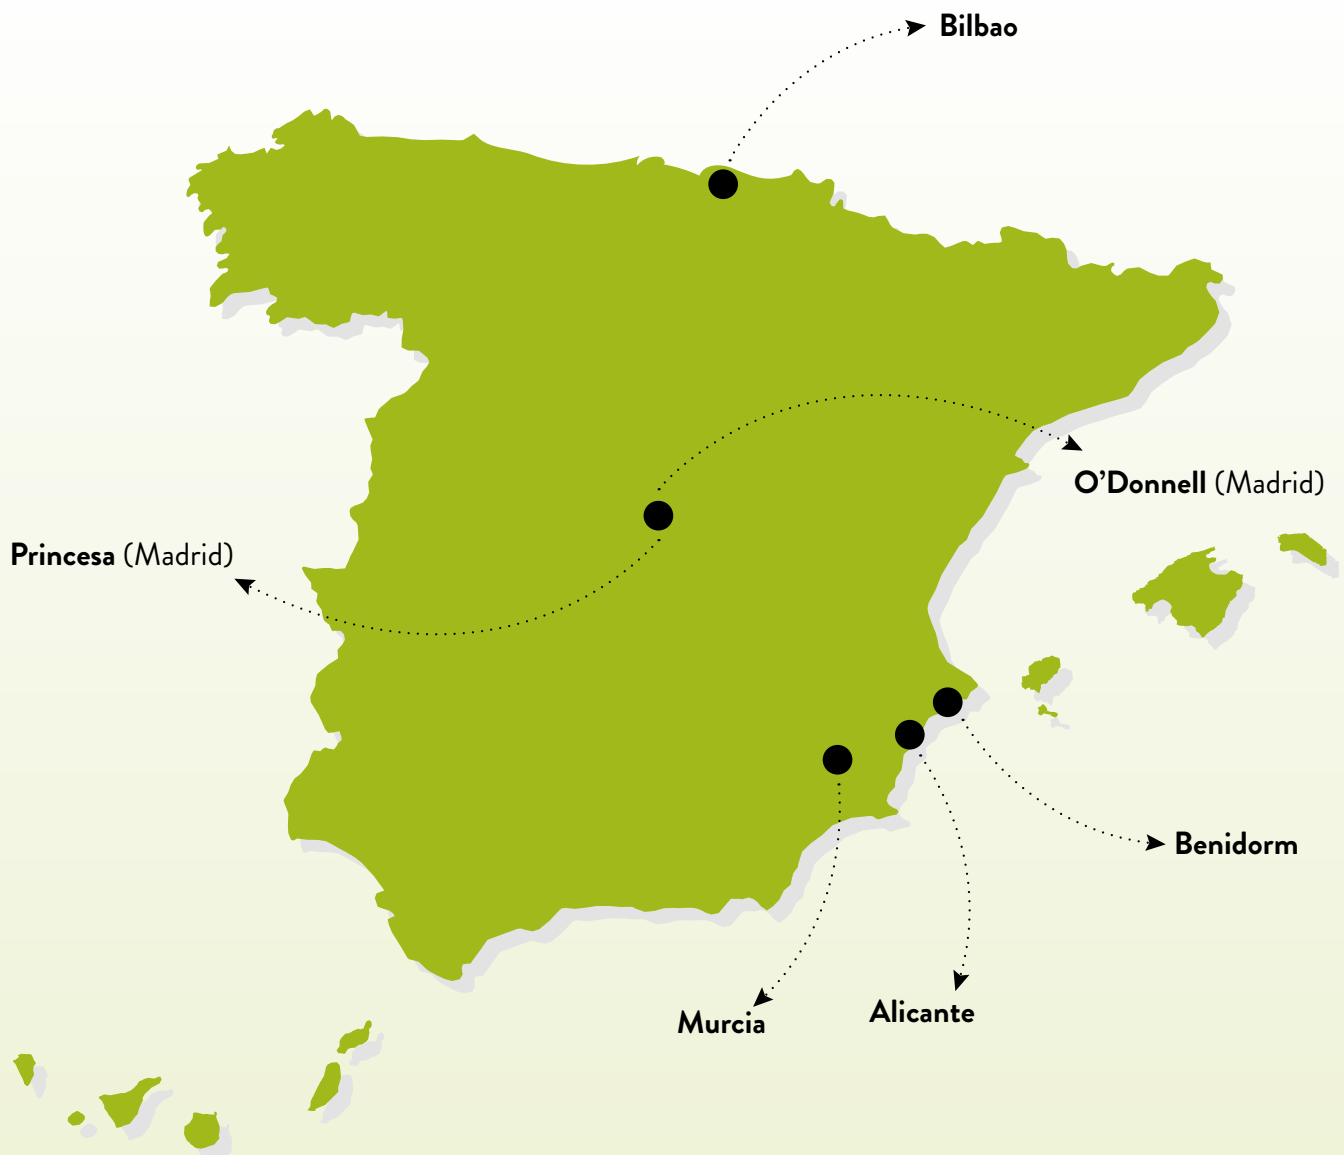 Bilbao
O’Donnell (Madrid)
Princesa (Madrid)
Benidorm
Alicante
Murcia